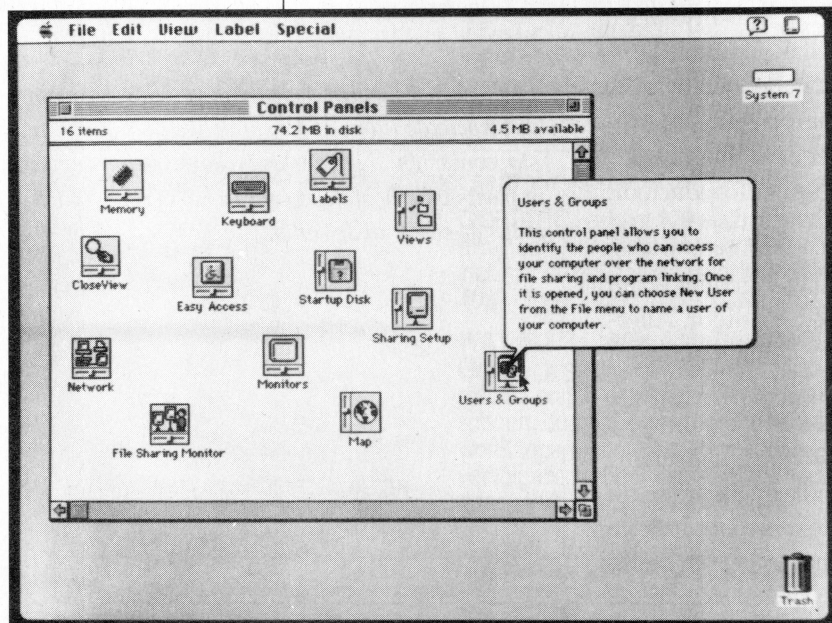 File Edit View Label Special
System 7
Control Panels
16 items 74.2 MB in disk 4.5 MB available
Memory
Keyboard
Labels
Views
CloseView
Easy Access
Startup Disk
Sharing Setup
Network
Monitors
Users & Groups
File Sharing Monitor
Map
Users & Groups
This control panel allows you to
identify the people who can access
your computer over the network for
file sharing and program linking. Once
it is opened, you can choose New User
from the File menu to name a user of
your computer.
Trash